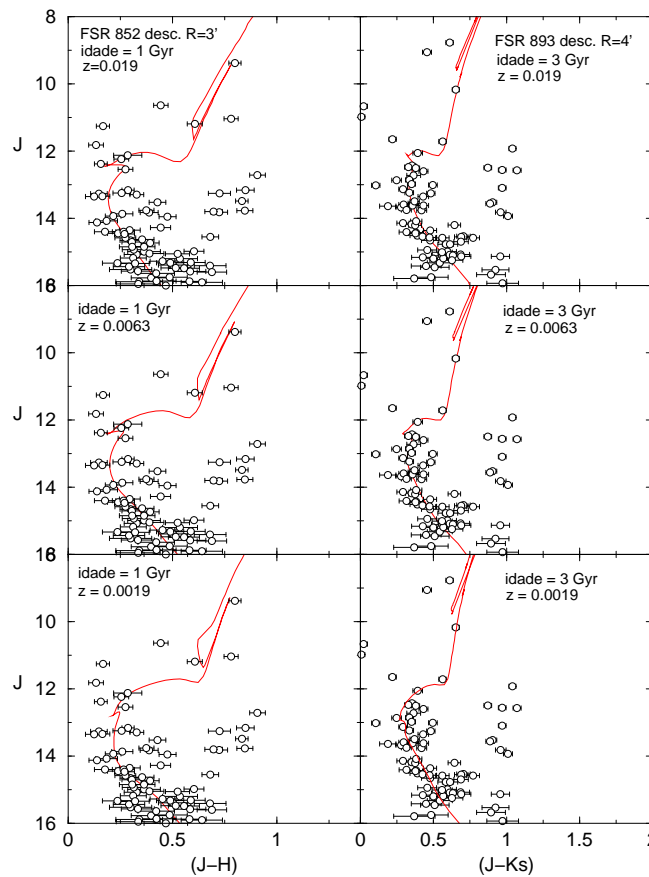 FSR 852 desc. R=3'
idade = 1 Gyr
z=0.019
FSR 893 desc. R=4'
idade = 3 Gyr
z = 0.019
J
8
10
12
14
16
8
idade = 1 Gyr
z = 0.0063
idade = 3 Gyr
z = 0.0063
J
10
12
14
16
8
idade = 1 Gyr
z = 0.0019
idade = 3 Gyr
z = 0.0019
J
10
12
14
16
0 0.5 1
0 0.5 1 1.5 2
(J−H)
(J−Ks)